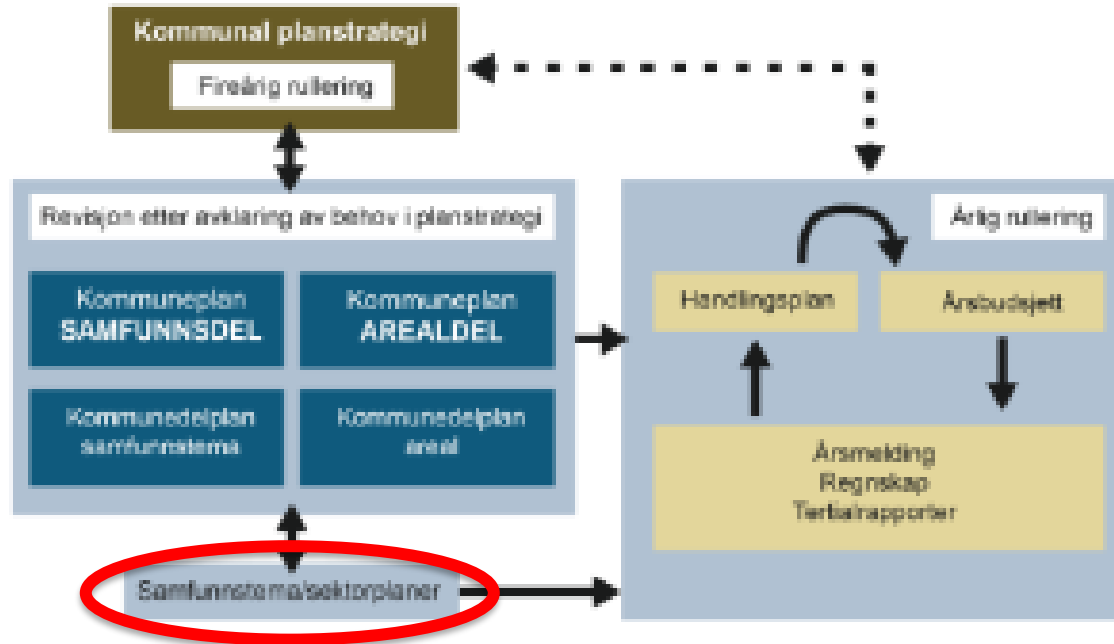 Kommunal planstrategi
Fireårig rullering
Revisjon etter avklaring av behov i planstrategi
Kommuneplan
SAMFUNNSDEL
Kommuneplan
AREALDEL
Kommunedelplan
samfunnstema
Kommunedelplan
areal
Samfunnstema/sektorplaner
Årlig rullering
Handlingsplan
Årsbudsjett
Årsmelding
Regnskap
Tertialrapporter